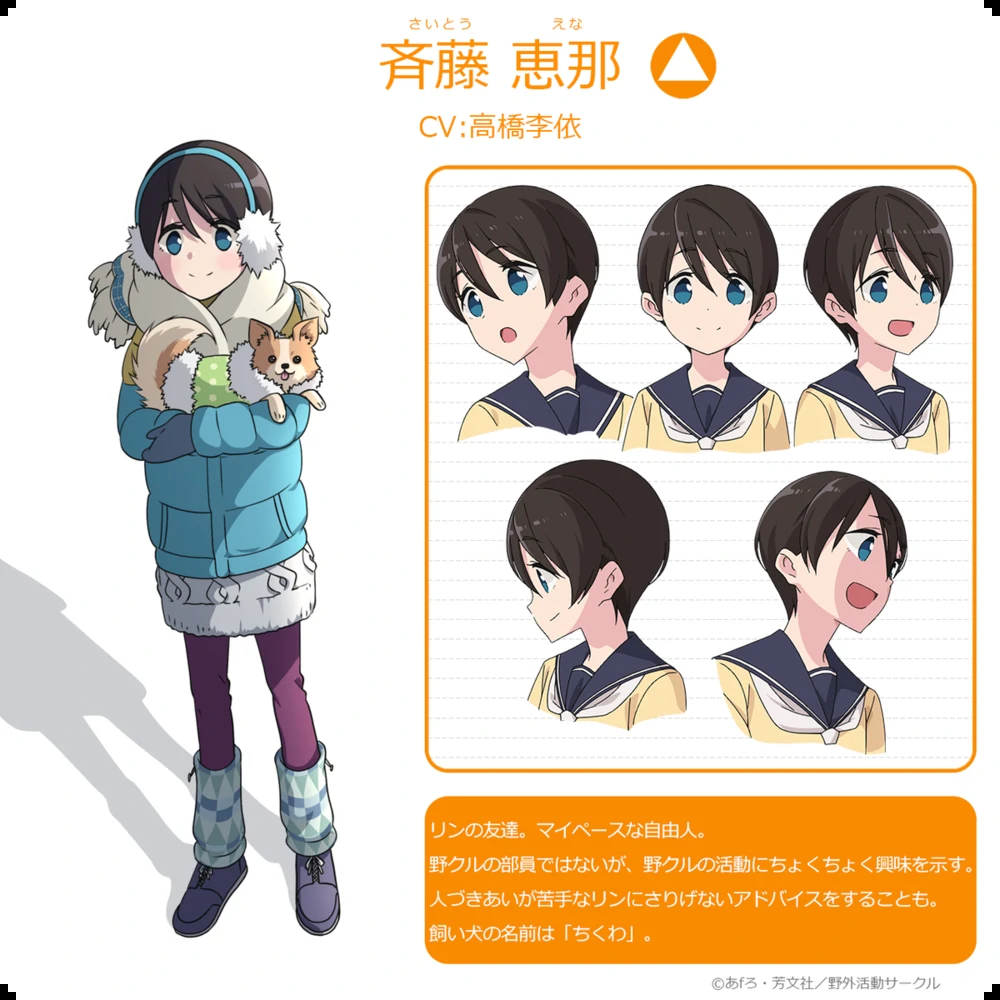 さいとう えな
斉藤 恵那
CV:高橋李依
リンの友達。マイペースな自由人。
野クルの部員ではないが、野クルの活動にちょくちょく興味を示す。
人づきあいが苦手なリンにさりげないアドバイスをすることも。
飼い犬の名前は「ちくわ」。
©あfろ・芳文社／野外活動サークル